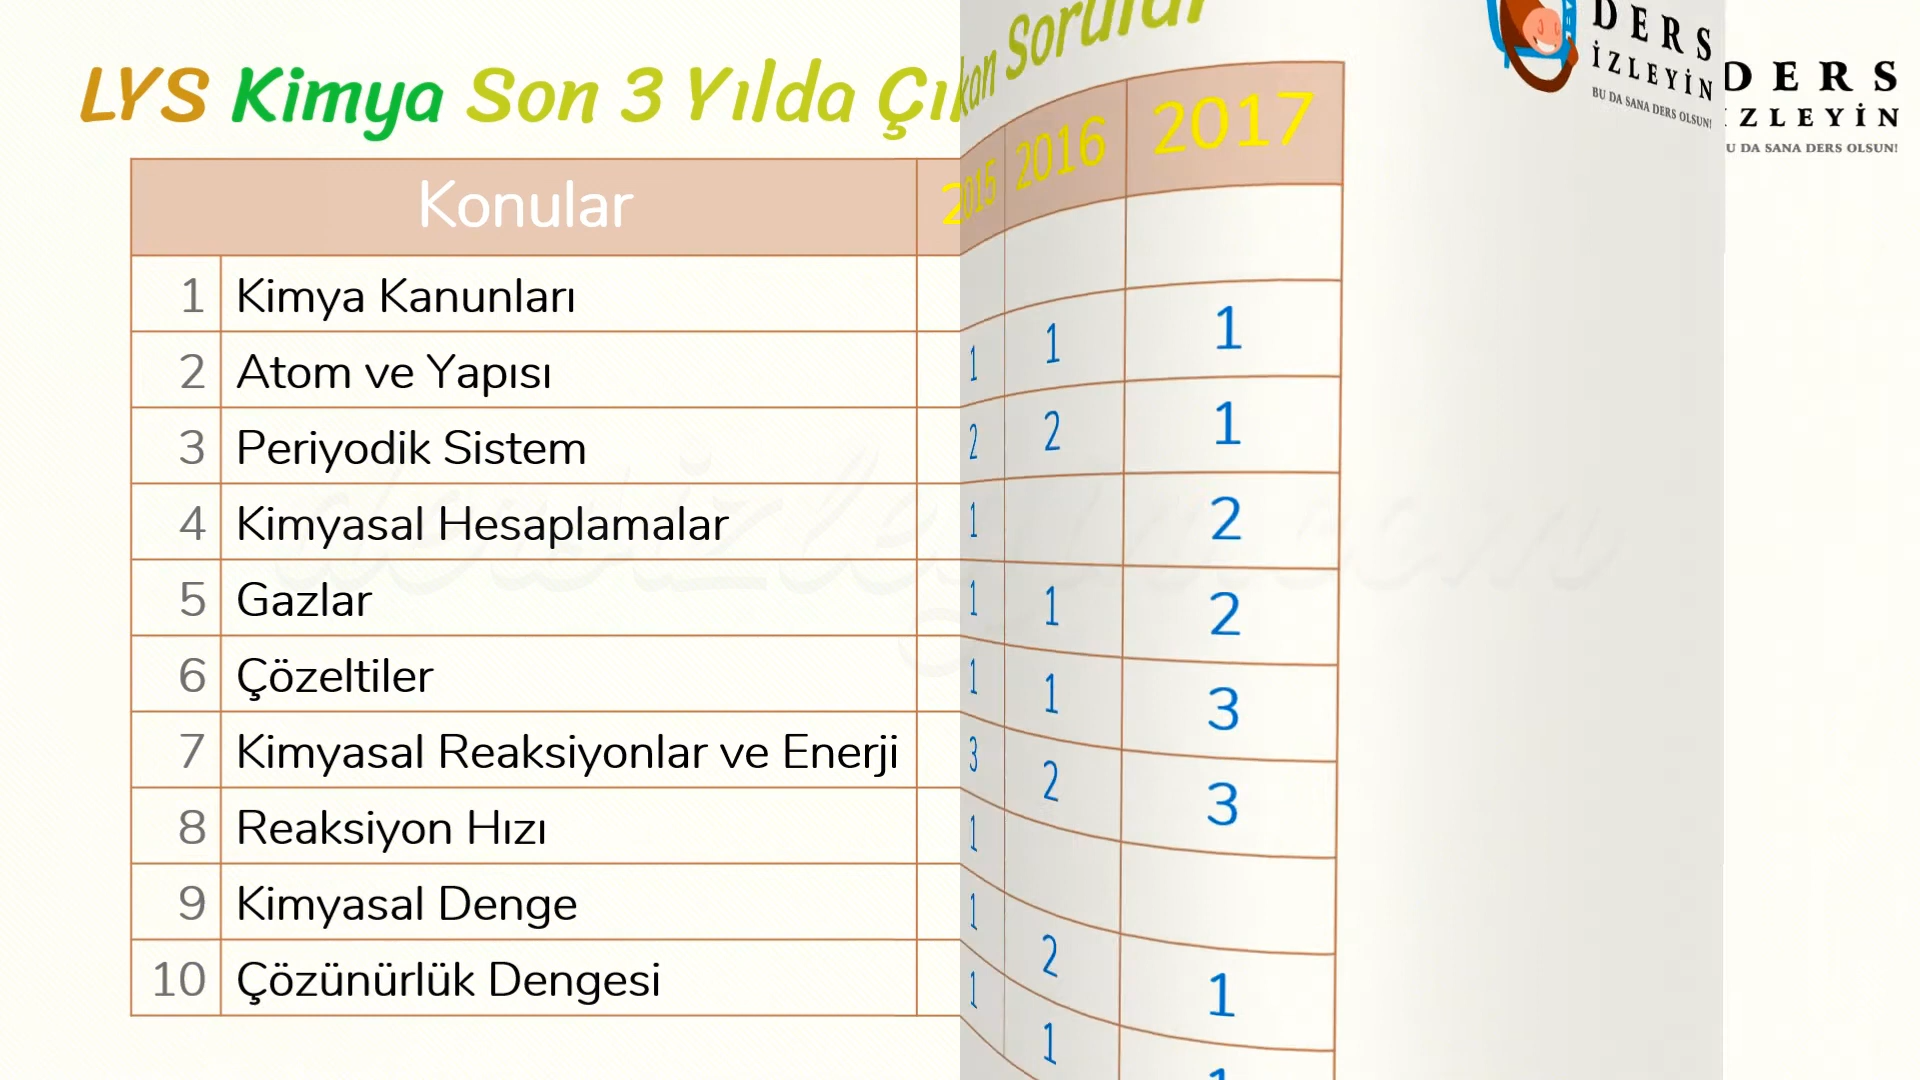 LYS Kimya Son 3 Yılda Çıkan Sorular
DERS
İZLEYİN
BU DA SANA DERS OLSUN!
DERS
İZLEYİN
U DA SANA DERS OLSUN!
Konular 2015 2016 2017
1 Kimya Kanunları
2 Atom ve Yapısı 1 1 1
3 Periyodik Sistem 2 2 1
4 Kimyasal Hesaplamalar 1 2
5 Gazlar 1 1 2
6 Çözeltiler 1 1 3
7 Kimyasal Reaksiyonlar ve Enerji 3 2 3
8 Reaksiyon Hızı 1
9 Kimyasal Denge 1 2 1
10 Çözünürlük Dengesi 1 1 1
dersizleyin.com